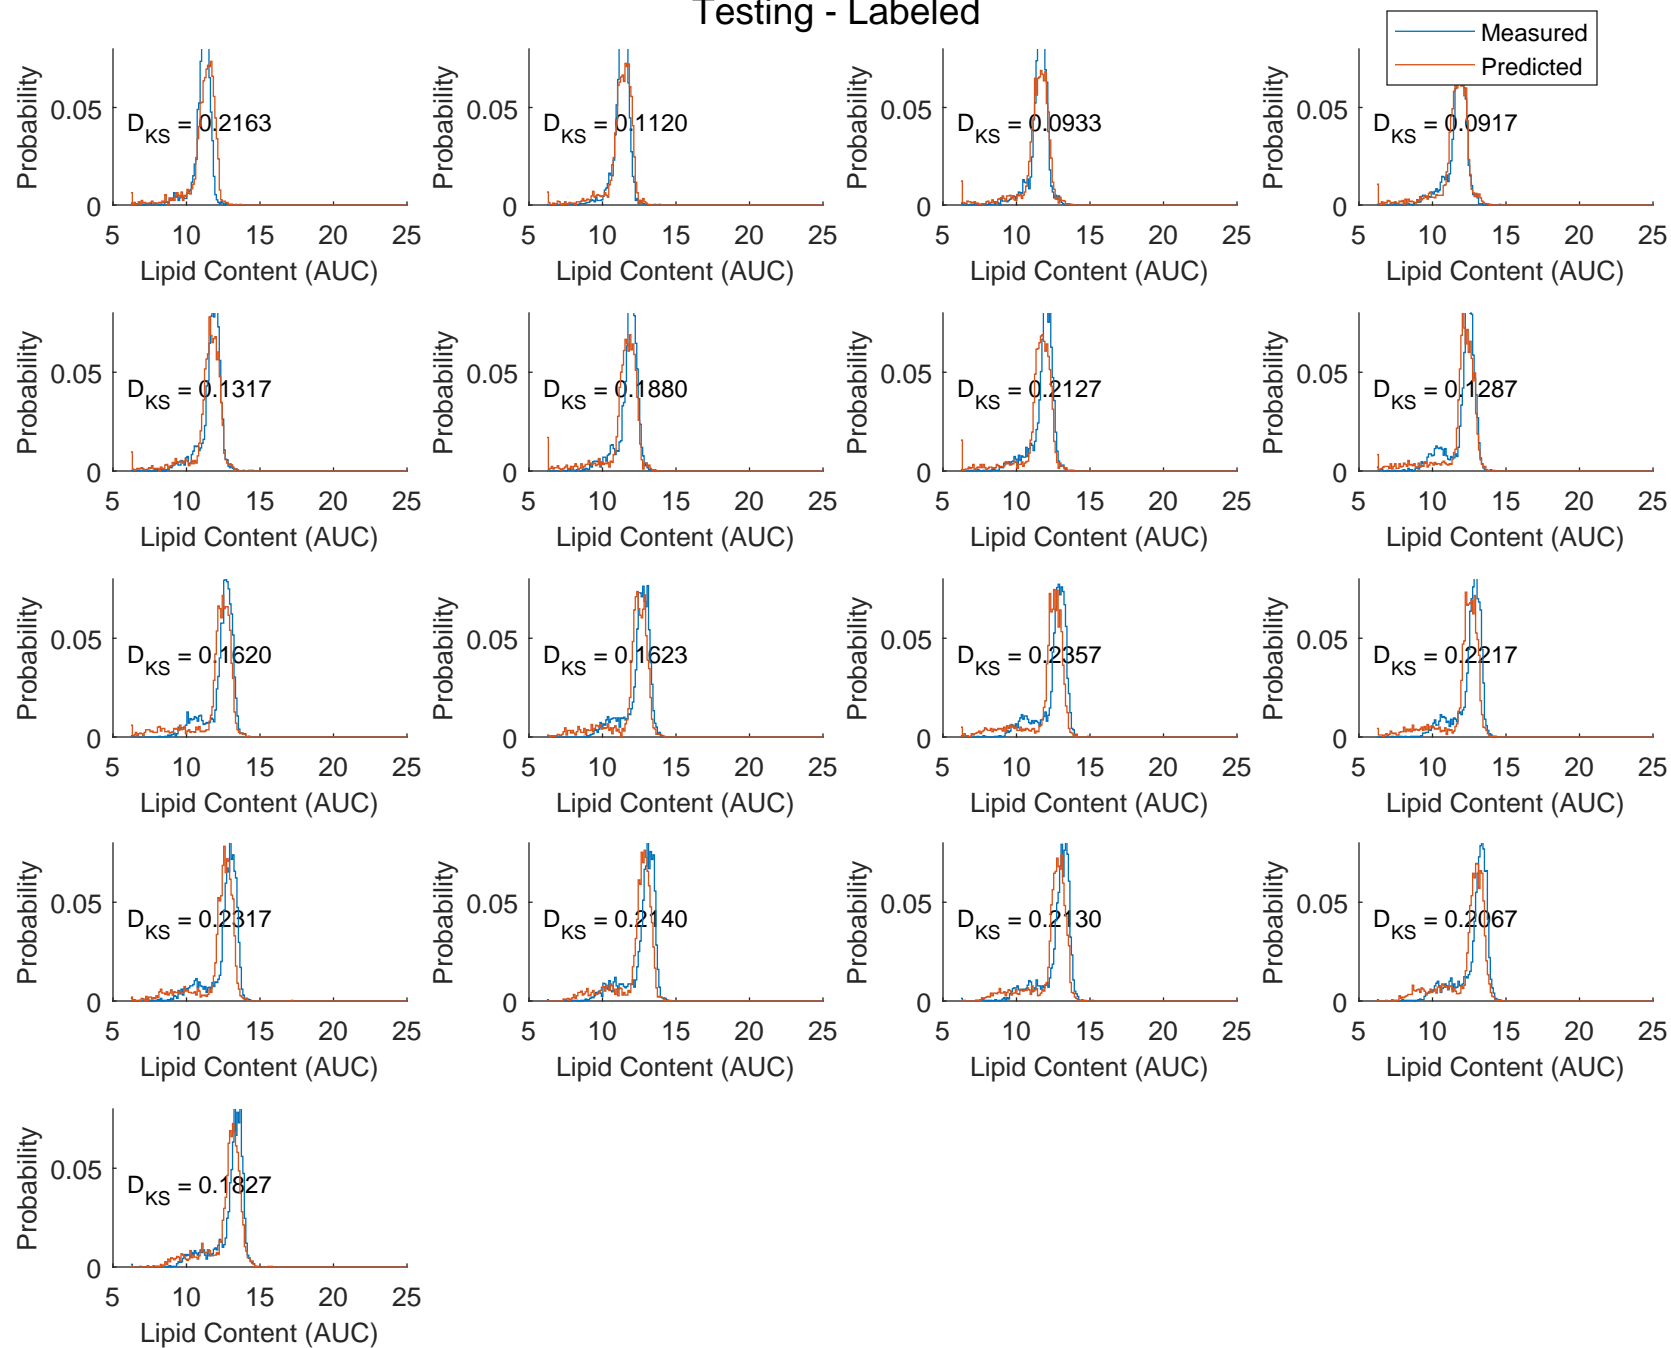 Testing - Labeled
Measured
Predicted
Probability
0.05
0
D_KS = 0.2163
5 10 15 20 25
Lipid Content (AUC)
Probability
0.05
0
D_KS = 0.1120
5 10 15 20 25
Lipid Content (AUC)
Probability
0.05
0
D_KS = 0.0933
5 10 15 20 25
Lipid Content (AUC)
Probability
0.05
0
D_KS = 0.0917
5 10 15 20 25
Lipid Content (AUC)
Probability
0.05
0
D_KS = 0.1317
5 10 15 20 25
Lipid Content (AUC)
Probability
0.05
0
D_KS = 0.1880
5 10 15 20 25
Lipid Content (AUC)
Probability
0.05
0
D_KS = 0.2127
5 10 15 20 25
Lipid Content (AUC)
Probability
0.05
0
D_KS = 0.1287
5 10 15 20 25
Lipid Content (AUC)
Probability
0.05
0
D_KS = 0.1620
5 10 15 20 25
Lipid Content (AUC)
Probability
0.05
0
D_KS = 0.1623
5 10 15 20 25
Lipid Content (AUC)
Probability
0.05
0
D_KS = 0.2357
5 10 15 20 25
Lipid Content (AUC)
Probability
0.05
0
D_KS = 0.2217
5 10 15 20 25
Lipid Content (AUC)
Probability
0.05
0
D_KS = 0.2317
5 10 15 20 25
Lipid Content (AUC)
Probability
0.05
0
D_KS = 0.2140
5 10 15 20 25
Lipid Content (AUC)
Probability
0.05
0
D_KS = 0.2130
5 10 15 20 25
Lipid Content (AUC)
Probability
0.05
0
D_KS = 0.2067
5 10 15 20 25
Lipid Content (AUC)
Probability
0.05
0
D_KS = 0.1827
5 10 15 20 25
Lipid Content (AUC)